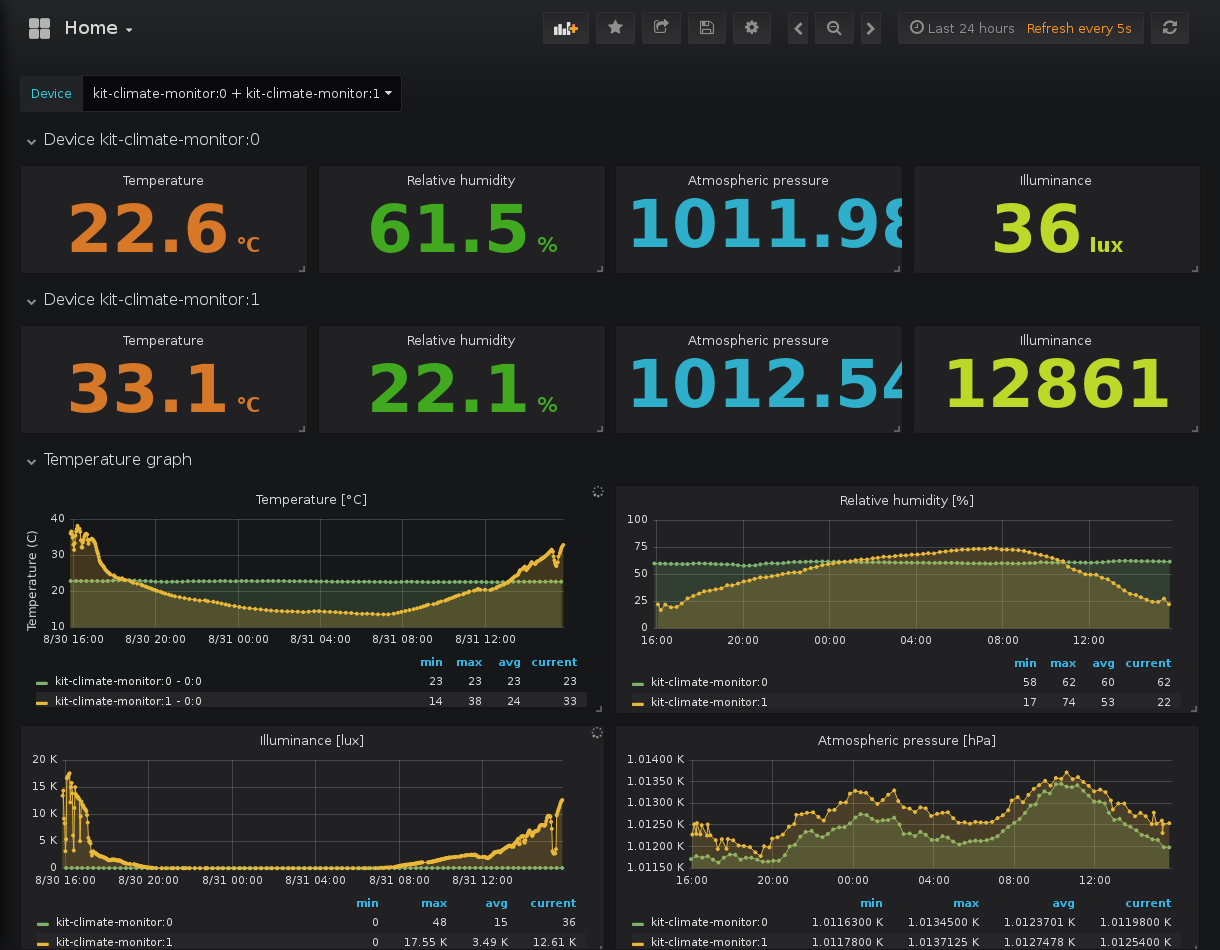 Home
Last 24 hours Refresh every 5s
Device kit-climate-monitor:0 + kit-climate-monitor:1
Device kit-climate-monitor:0
Temperature
22.6 °C
Relative humidity
61.5 %
Atmospheric pressure
1011.98
Illuminance
36 lux
Device kit-climate-monitor:1
Temperature
33.1 °C
Relative humidity
22.1 %
Atmospheric pressure
1012.54
Illuminance
12861
Temperature graph
Temperature [°C]
Temperature (C)
40
30
20
10
8/30 16:00 8/30 20:00 8/31 00:00 8/31 04:00 8/31 08:00 8/31 12:00
min max avg current
kit-climate-monitor:0 - 0:0 23 23 23 23
kit-climate-monitor:1 - 0:0 14 38 24 33
Relative humidity [%]
100
75
50
25
0
16:00 20:00 00:00 04:00 08:00 12:00
min max avg current
kit-climate-monitor:0 58 62 60 62
kit-climate-monitor:1 17 74 53 22
Illuminance [lux]
20 K
15 K
10 K
5 K
0
8/30 16:00 8/30 20:00 8/31 00:00 8/31 04:00 8/31 08:00 8/31 12:00
min max avg current
kit-climate-monitor:0 0 48 15 36
kit-climate-monitor:1 0 17.55 K 3.49 K 12.61 K
Atmospheric pressure [hPa]
1.01400 K
1.01350 K
1.01300 K
1.01250 K
1.01200 K
1.01150 K
16:00 20:00 00:00 04:00 08:00 12:00
min max avg current
kit-climate-monitor:0 1.0116300 K 1.0134500 K 1.0123701 K 1.0119800 K
kit-climate-monitor:1 1.0117800 K 1.0137125 K 1.0127478 K 1.0125400 K